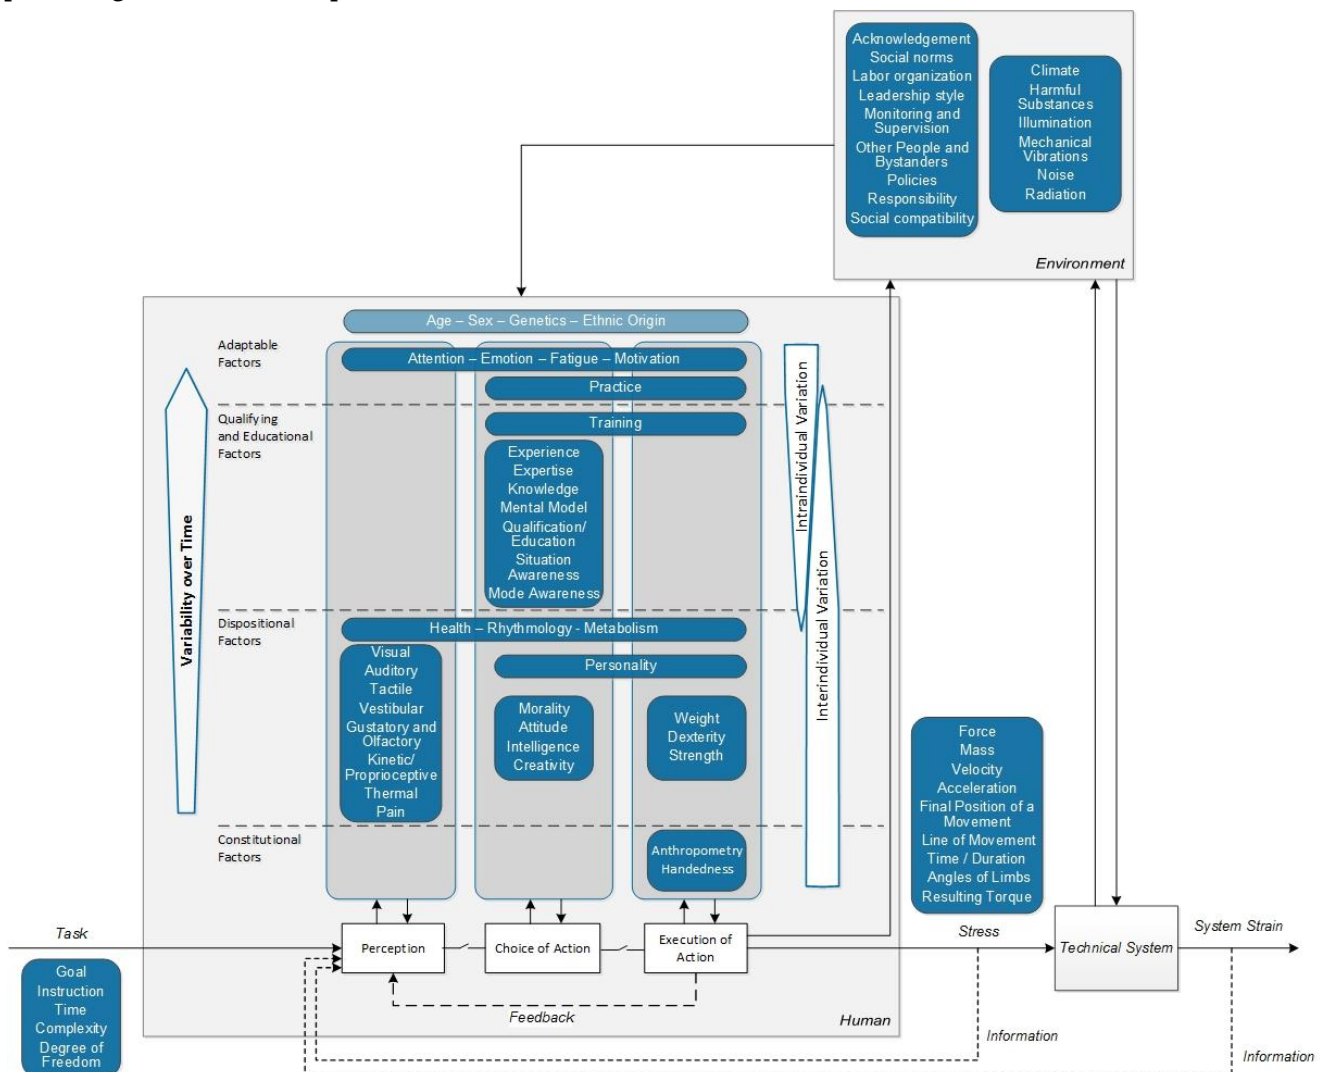 Acknowledgement
Social norms
Labor organization
Leadership style
Monitoring and
Supervision
Other People and
Bystanders
Policies
Responsibility
Social compatibility
Climate
Harmful
Substances
Illumination
Mechanical
Vibrations
Noise
Radiation
Environment
Age – Sex – Genetics – Ethnic Origin
Adaptable
Factors
Attention – Emotion – Fatigue – Motivation
Practice
Qualifying
and Educational
Factors
Training
Experience
Expertise
Knowledge
Mental Model
Qualification/
Education
Situation
Awareness
Mode Awareness
Variability over Time
Intraindividual Variation
Interindividual Variation
Dispositional
Factors
Health – Rhythmology - Metabolism
Visual
Auditory
Tactile
Vestibular
Gustatory and
Olfactory
Kinetic/
Proprioceptive
Thermal
Pain
Personality
Morality
Attitude
Intelligence
Creativity
Weight
Dexterity
Strength
Constitutional
Factors
Anthropometry
Handedness
Force
Mass
Velocity
Acceleration
Final Position of a
Movement
Line of Movement
Time / Duration
Angles of Limbs
Resulting Torque
Task
Perception
Choice of Action
Execution of
Action
Stress
Technical System
System Strain
Goal
Instruction
Time
Complexity
Degree of
Freedom
Feedback
Human
Information
Information